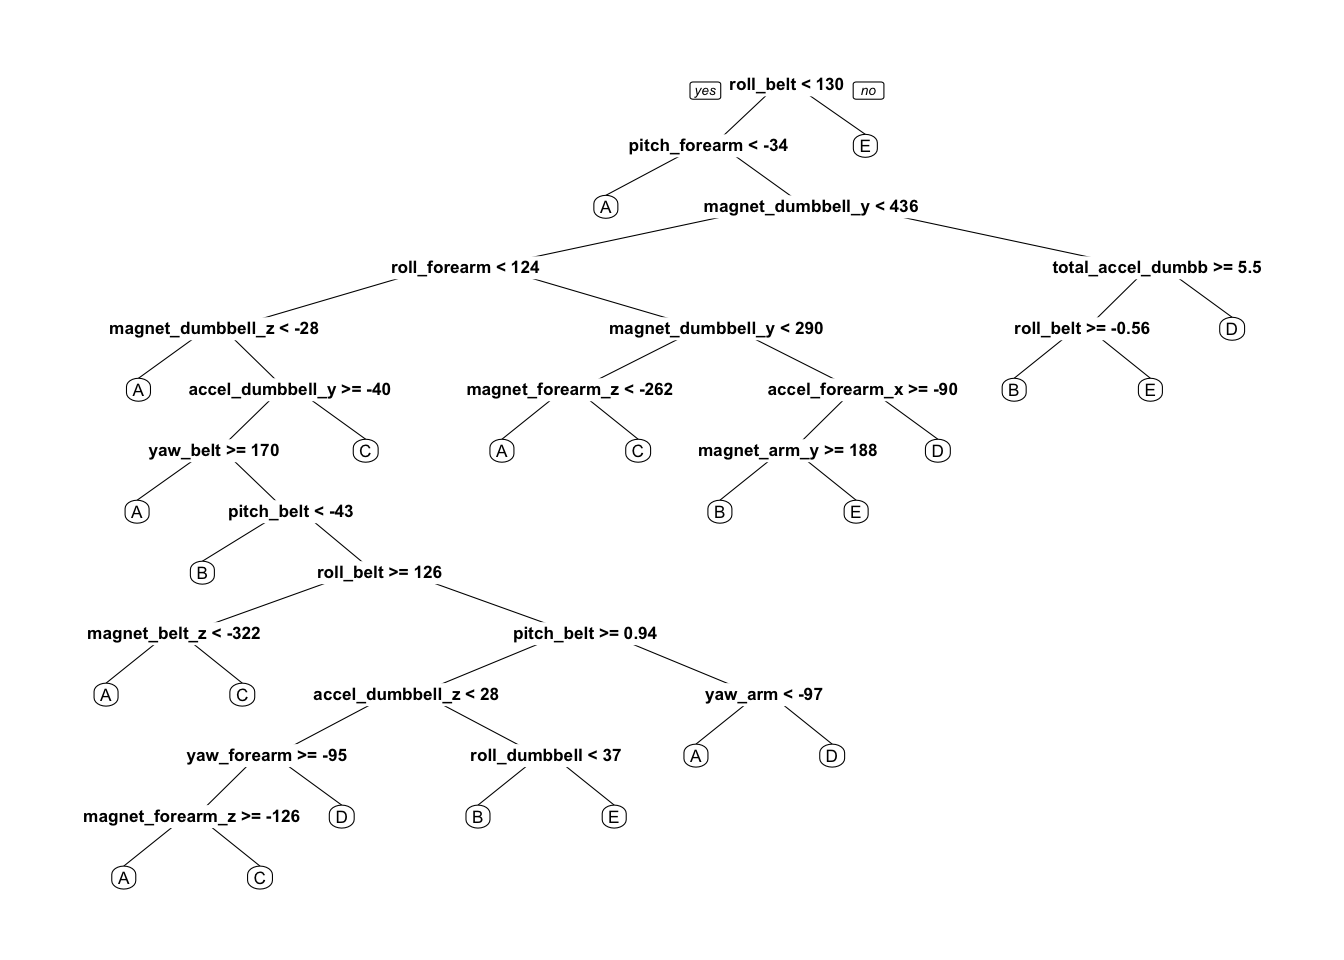 yes roll_belt < 130 no
pitch_forearm < -34 E
A magnet_dumbbell_y < 436
roll_forearm < 124 total_accel_dumbb >= 5.5
magnet_dumbbell_z < -28 magnet_dumbbell_y < 290 roll_belt >= -0.56 D
A accel_dumbbell_y >= -40 magnet_forearm_z < -262 accel_forearm_x >= -90 B E
yaw_belt >= 170 C A C magnet_arm_y >= 188 D
A pitch_belt < -43 B E
B roll_belt >= 126
magnet_belt_z < -322 pitch_belt >= 0.94
A C accel_dumbbell_z < 28 yaw_arm < -97
yaw_forearm >= -95 roll_dumbbell < 37 A D
magnet_forearm_z >= -126 D B E
A C